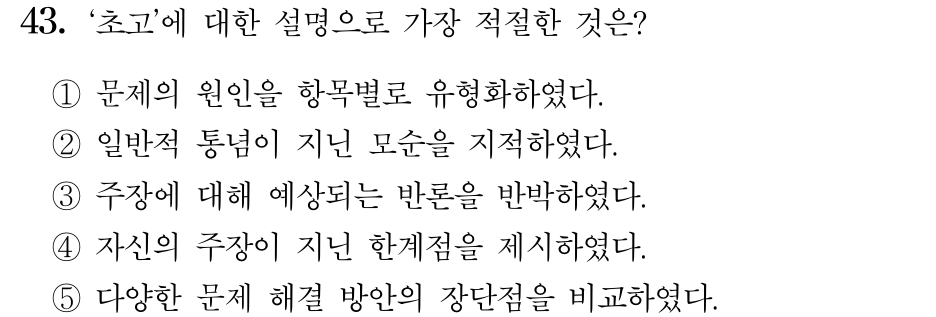 43. ‘초고’에 대한 설명으로 가장 적절한 것은?
① 문제의 원인을 항목별로 유형화하였다.
② 일반적 통념이 지닌 모순을 지적하였다.
③ 주장에 대해 예상되는 반론을 반박하였다.
④ 자신의 주장이 지닌 한계점을 제시하였다.
⑤ 다양한 문제 해결 방안의 장단점을 비교하였다.